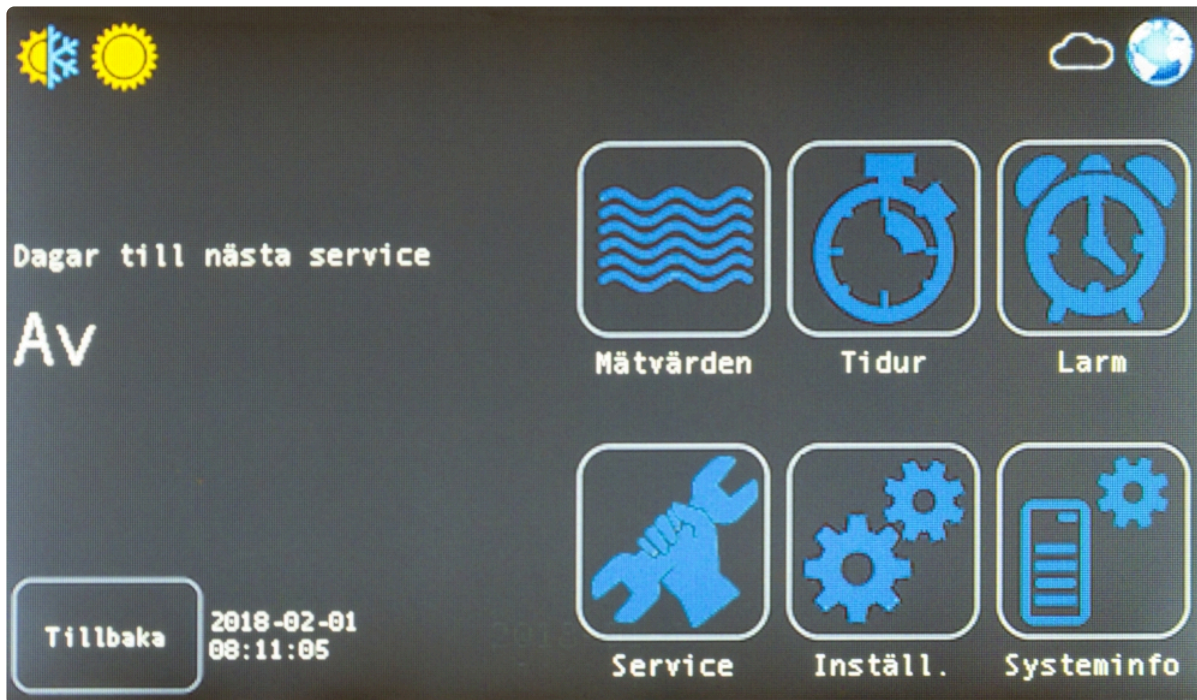 Dagar till nästa service
Av
Mätvärden
Tidur
Larm
Service
Inställ.
Systeminfo
Tillbaka
2018-02-01
08:11:05